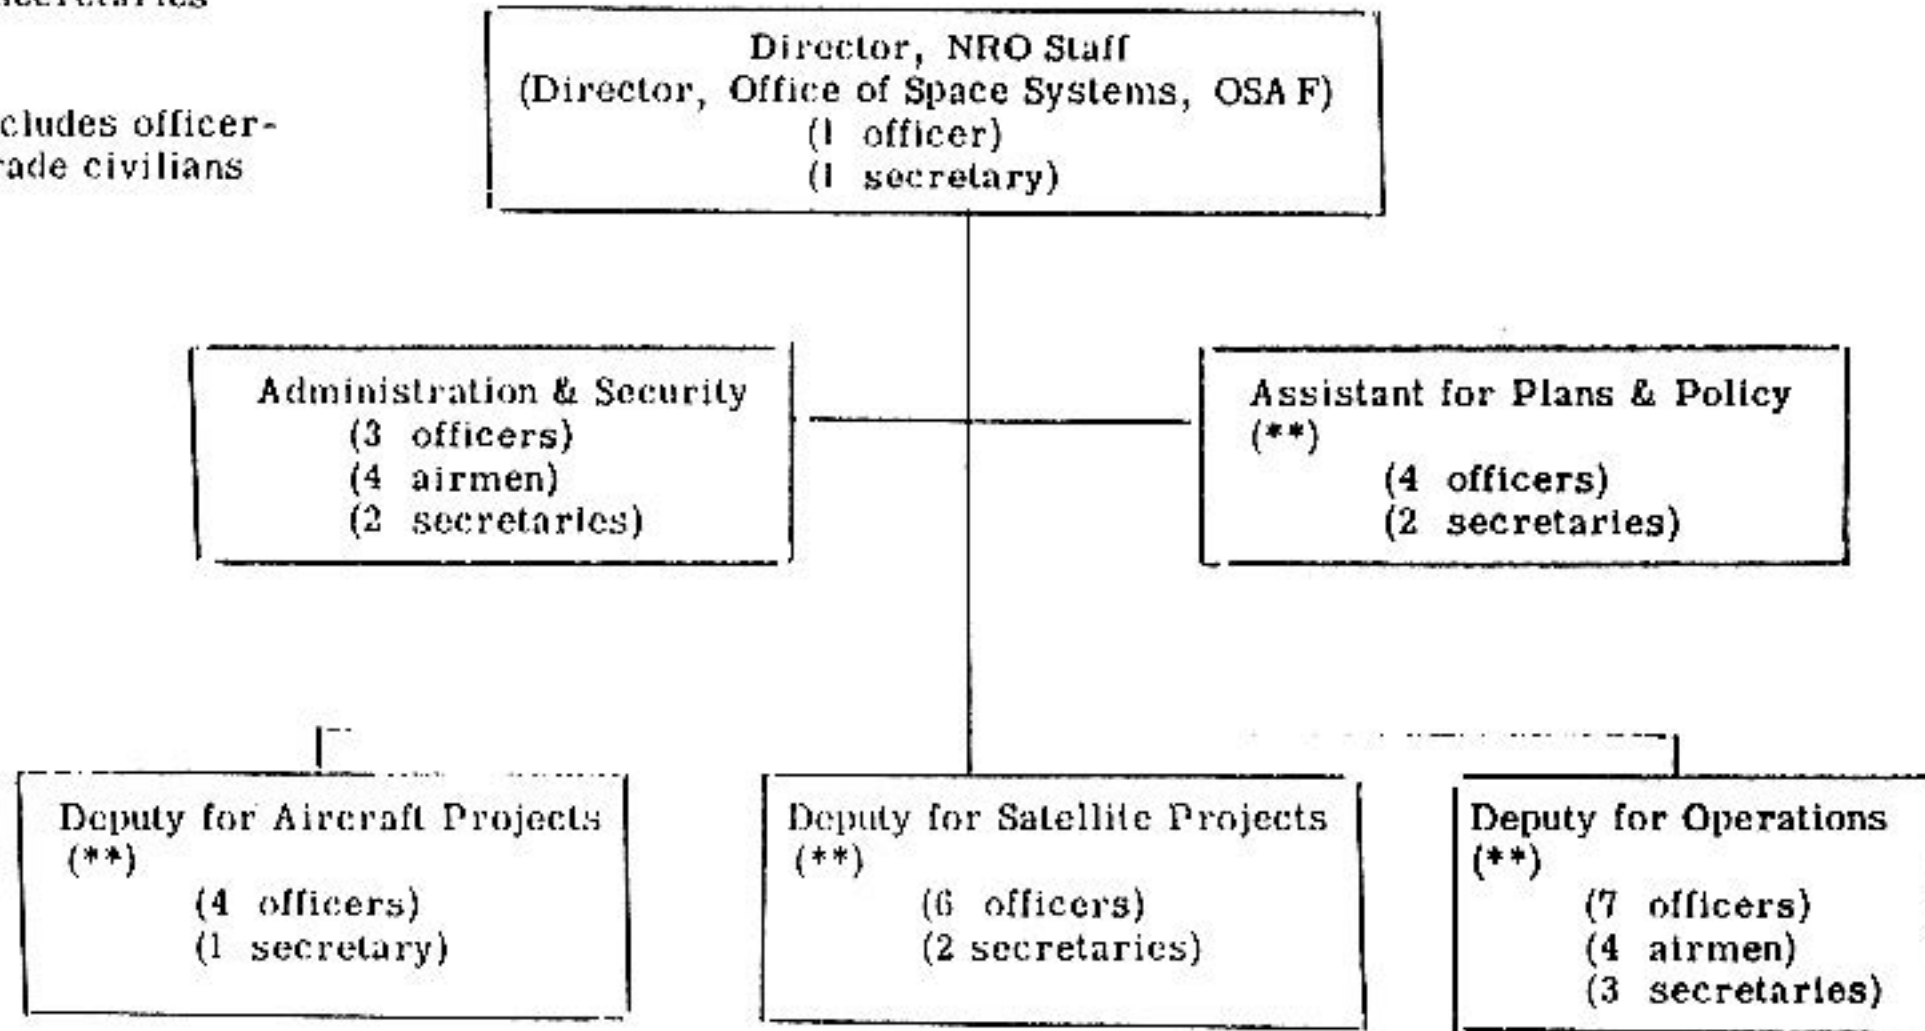 secretaries
Director, NRO Staff
(Director, Office of Space Systems, OSAF)
(1 officer)
(1 secretary)
cludes officer-
rade civilians
Administration & Security
(3 officers)
(4 airmen)
(2 secretaries)
Assistant for Plans & Policy
(**)
(4 officers)
(2 secretaries)
Deputy for Aircraft Projects
(**)
(4 officers)
(1 secretary)
Deputy for Satellite Projects
(**)
(6 officers)
(2 secretaries)
Deputy for Operations
(**)
(7 officers)
(4 airmen)
(3 secretaries)